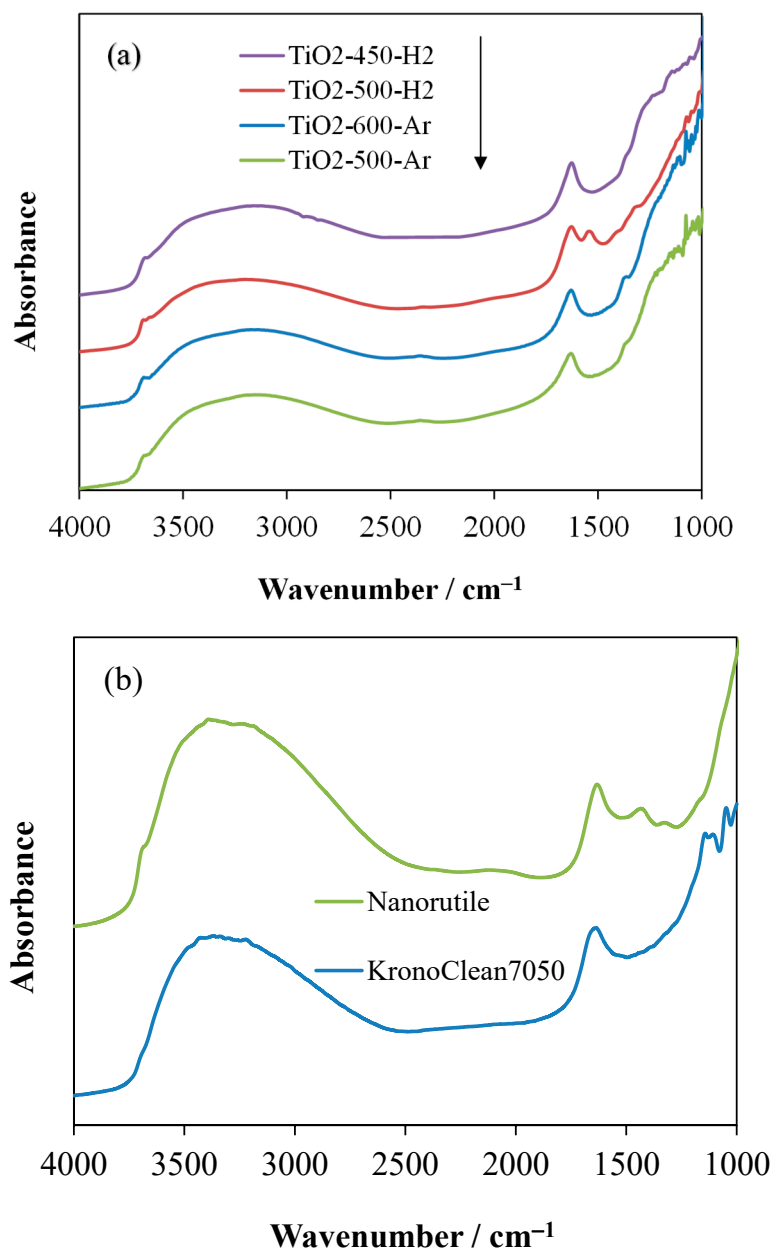 (a)
TiO2-450-H2
TiO2-500-H2
TiO2-600-Ar
TiO2-500-Ar
Absorbance
4000 3500 3000 2500 2000 1500 1000
Wavenumber / cm⁻¹
(b)
Nanorutile
KronoClean7050
Absorbance
4000 3500 3000 2500 2000 1500 1000
Wavenumber / cm⁻¹